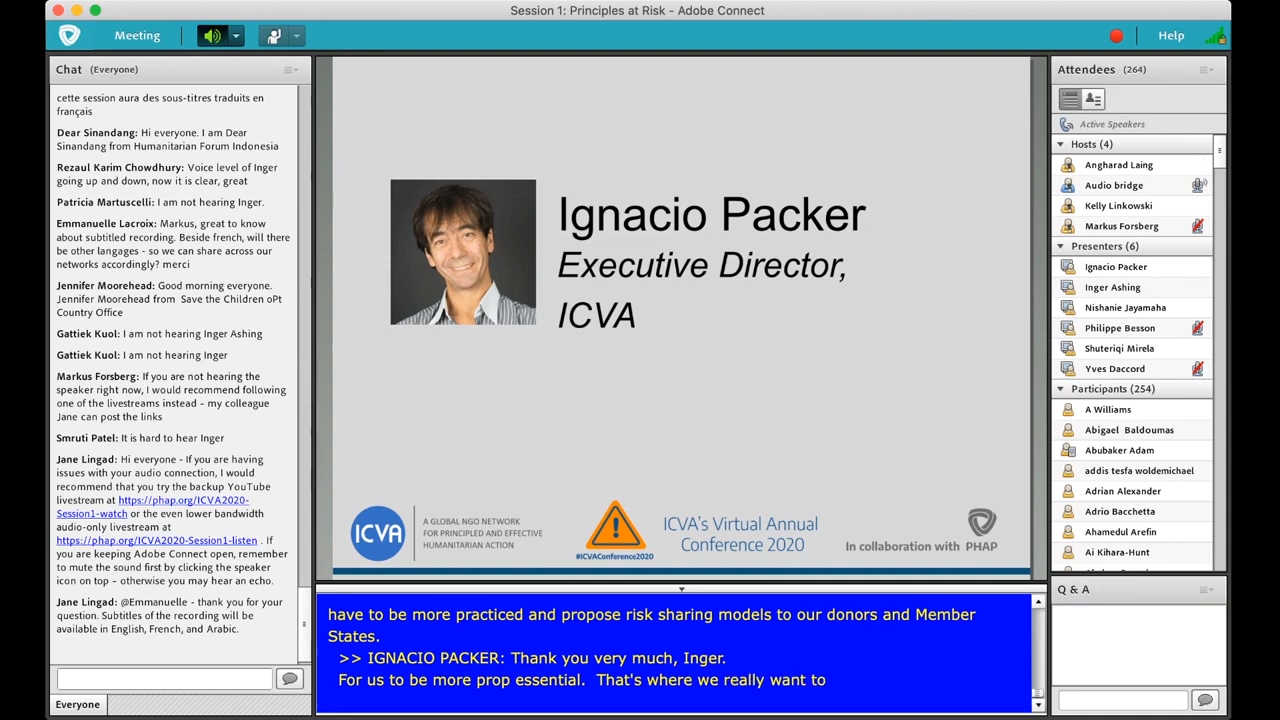 Session 1: Principles at Risk - Adobe Connect
Meeting
Help
Chat (Everyone)
cette session aura des sous-titres traduits en
français
Dear Sinandang: Hi everyone. I am Dear
Sinandang from Humanitarian Forum Indonesia
Rezaul Karim Chowdhury: Voice level of Inger
going up and down, now it is clear, great
Patricia Martuscelli: I am not hearing Inger.
Emmanuelle Lacroix: Markus, great to know
about subtitled recording. Beside french, will there
be other langages - so we can share across our
networks accordingly? merci
Jennifer Moorehead: Good morning everyone.
Jennifer Moorehead from Save the Children oPt
Country Office
Gattiek Kuol: I am not hearing Inger Ashing
Gattiek Kuol: I am not hearing Inger
Markus Forsberg: If you are not hearing the
speaker right now, I would recommend following
one of the livestreams instead - my colleague
Jane can post the links
Smruti Patel: It is hard to hear Inger
Jane Lingad: Hi everyone - If you are having
issues with your audio connection, I would
recommend that you try the backup YouTube
livestream at https://phap.org/ICVA2020-
Session1-watch or the even lower bandwidth
audio-only livestream at
https://phap.org/ICVA2020-Session1-listen . If
you are keeping Adobe Connect open, remember
to mute the sound first by clicking the speaker
icon on top - otherwise you may hear an echo.
Jane Lingad: @Emmanuelle - thank you for your
question. Subtitles of the recording will be
available in English, French, and Arabic.
Everyone
Ignacio Packer
Executive Director,
ICVA
ICVA
A GLOBAL NGO NETWORK
FOR PRINCIPLED AND EFFECTIVE
HUMANITARIAN ACTION
#ICVAConference2020
ICVA's Virtual Annual
Conference 2020
In collaboration with PHAP
have to be more practiced and propose risk sharing models to our donors and Member
States.
>> IGNACIO PACKER: Thank you very much, Inger.
For us to be more prop essential. That's where we really want to
Attendees (264)
Active Speakers
Hosts (4)
Angharad Laing
Audio bridge
Kelly Linkowski
Markus Forsberg
Presenters (6)
Ignacio Packer
Inger Ashing
Nishanie Jayamaha
Philippe Besson
Shuteriqi Mirela
Yves Daccord
Participants (254)
A Williams
Abigael Baldoumas
Abubaker Adam
addis tesfa woldemichael
Adrian Alexander
Adrio Bacchetta
Ahamedul Arefin
Ai Kihara-Hunt
Q & A